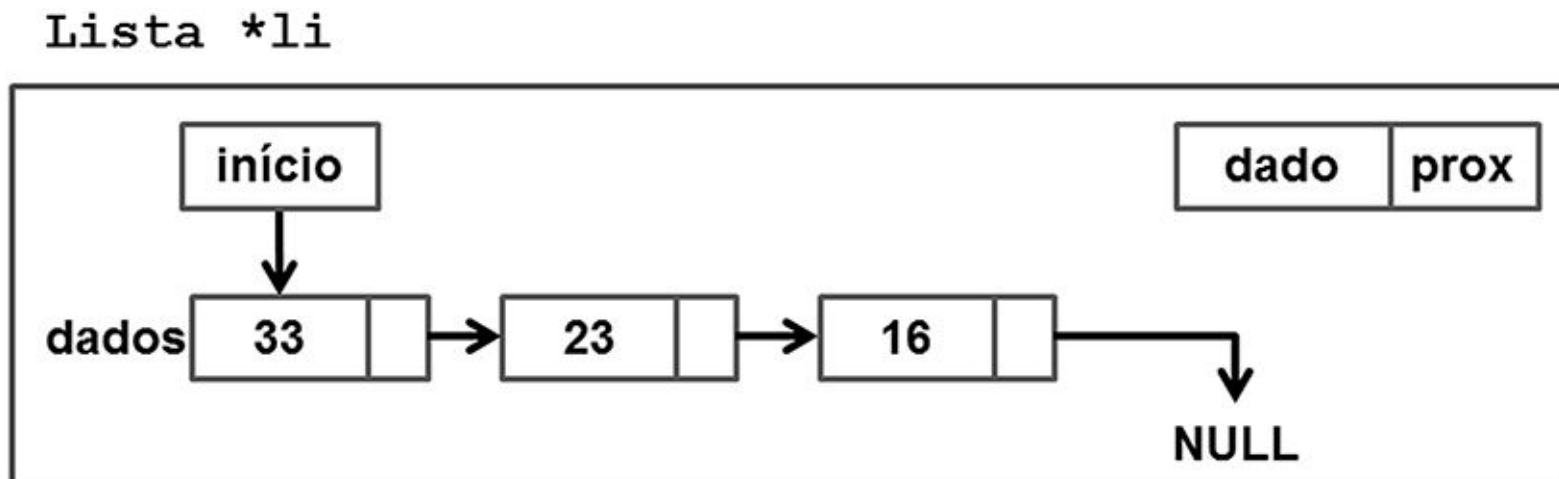 Lista *li
início
dado prox
dados 33 23 16
NULL